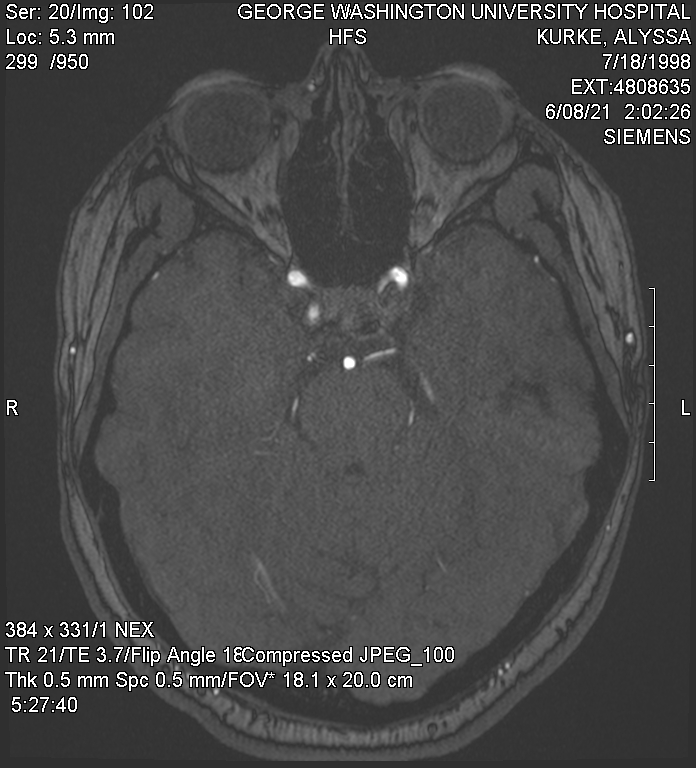 Ser: 20/Img: 102
Loc: 5.3 mm
299 /950
GEORGE WASHINGTON UNIVERSITY HOSPITAL
HFS
KURKE, ALYSSA
7/18/1998
EXT:4808635
6/08/21 2:02:26
SIEMENS
R
L
384 x 331/1 NEX
TR 21/TE 3.7/Flip Angle 18Compressed JPEG_100
Thk 0.5 mm Spc 0.5 mm/FOV* 18.1 x 20.0 cm
5:27:40